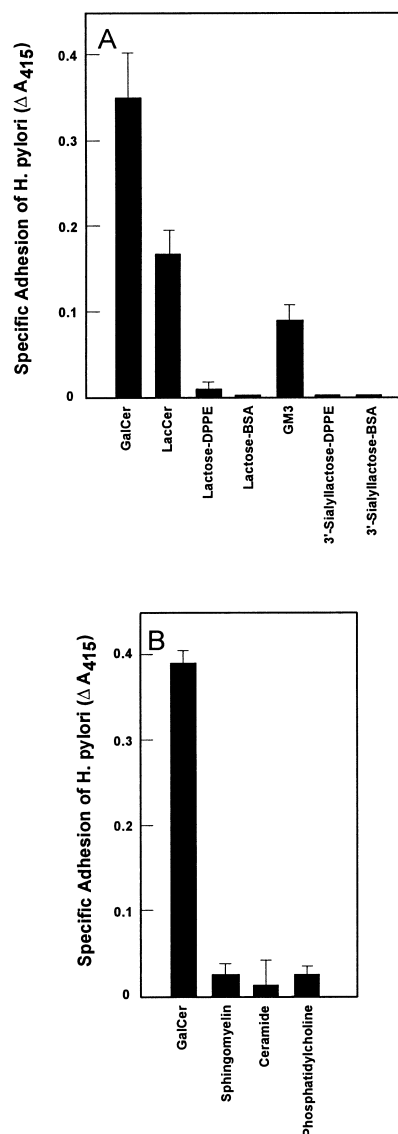 A
Specific Adhesion of H. pylori (Δ A415)
0.4
0.3
0.2
0.1
0
GalCer
LacCer
Lactose-DPPE
Lactose-BSA
GM3
3'-Sialyllactose-DPPE
3'-Sialyllactose-BSA
B
Specific Adhesion of H. pylori (Δ A415)
0.4
0.3
0.2
0.1
0
GalCer
Sphingomyelin
Ceramide
Phosphatidylcholine